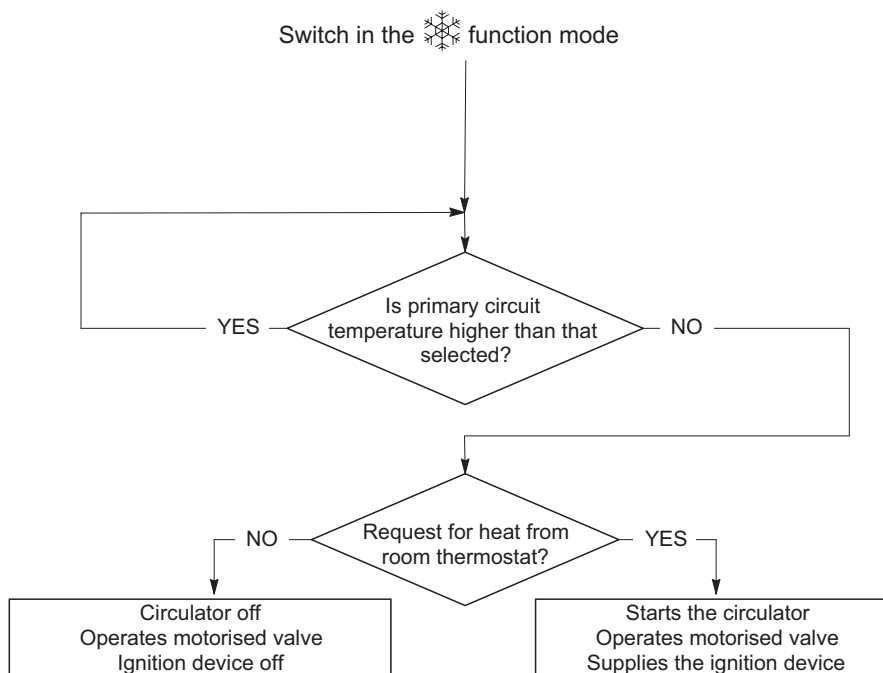 Switch in the function mode
Is primary circuit
temperature higher than that
selected?
YES
NO
Request for heat from
room thermostat?
NO
YES
Circulator off
Operates motorised valve
Ignition device off
Starts the circulator
Operates motorised valve
Supplies the ignition device